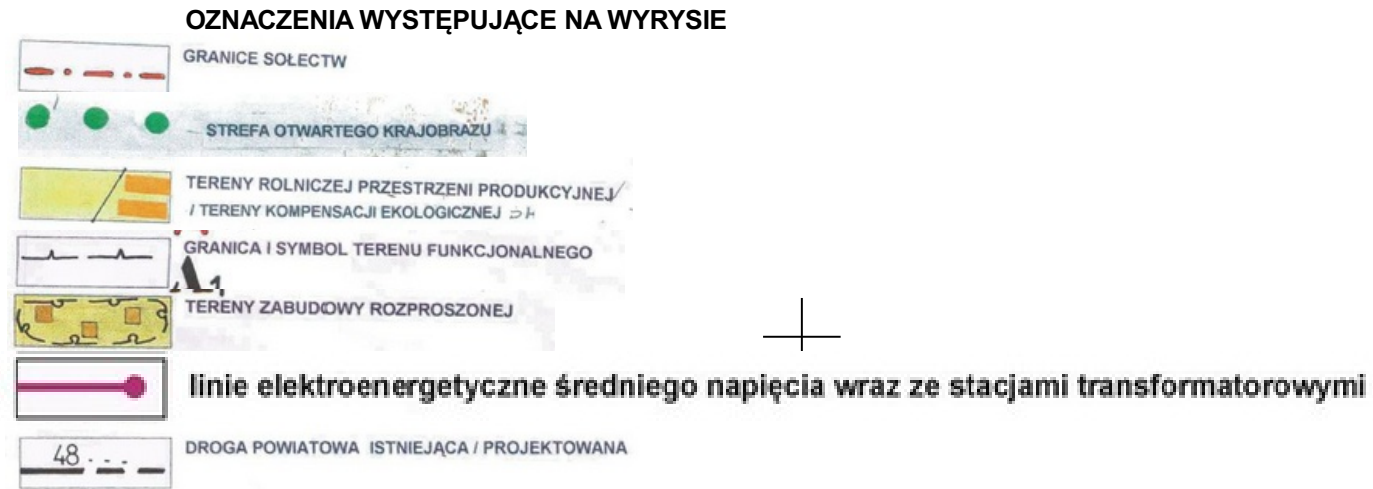 OZNACZENIA WYSTĘPUJĄCE NA WYRYSIE
GRANICE SOŁECTW
STREFA OTWARTEGO KRAJOBRAZU
TERENY ROLNICZEJ PRZESTRZENI PRODUKCYJNEJ/
/ TERENY KOMPENSACJI EKOLOGICZNEJ
GRANICA I SYMBOL TERENU FUNKCJONALNEGO
TERENY ZABUDOWY ROZPROSZONEJ
linie elektroenergetyczne średniego napięcia wraz ze stacjami transformatorowymi
48
DROGA POWIATOWA ISTNIEJĄCA / PROJEKTOWANA